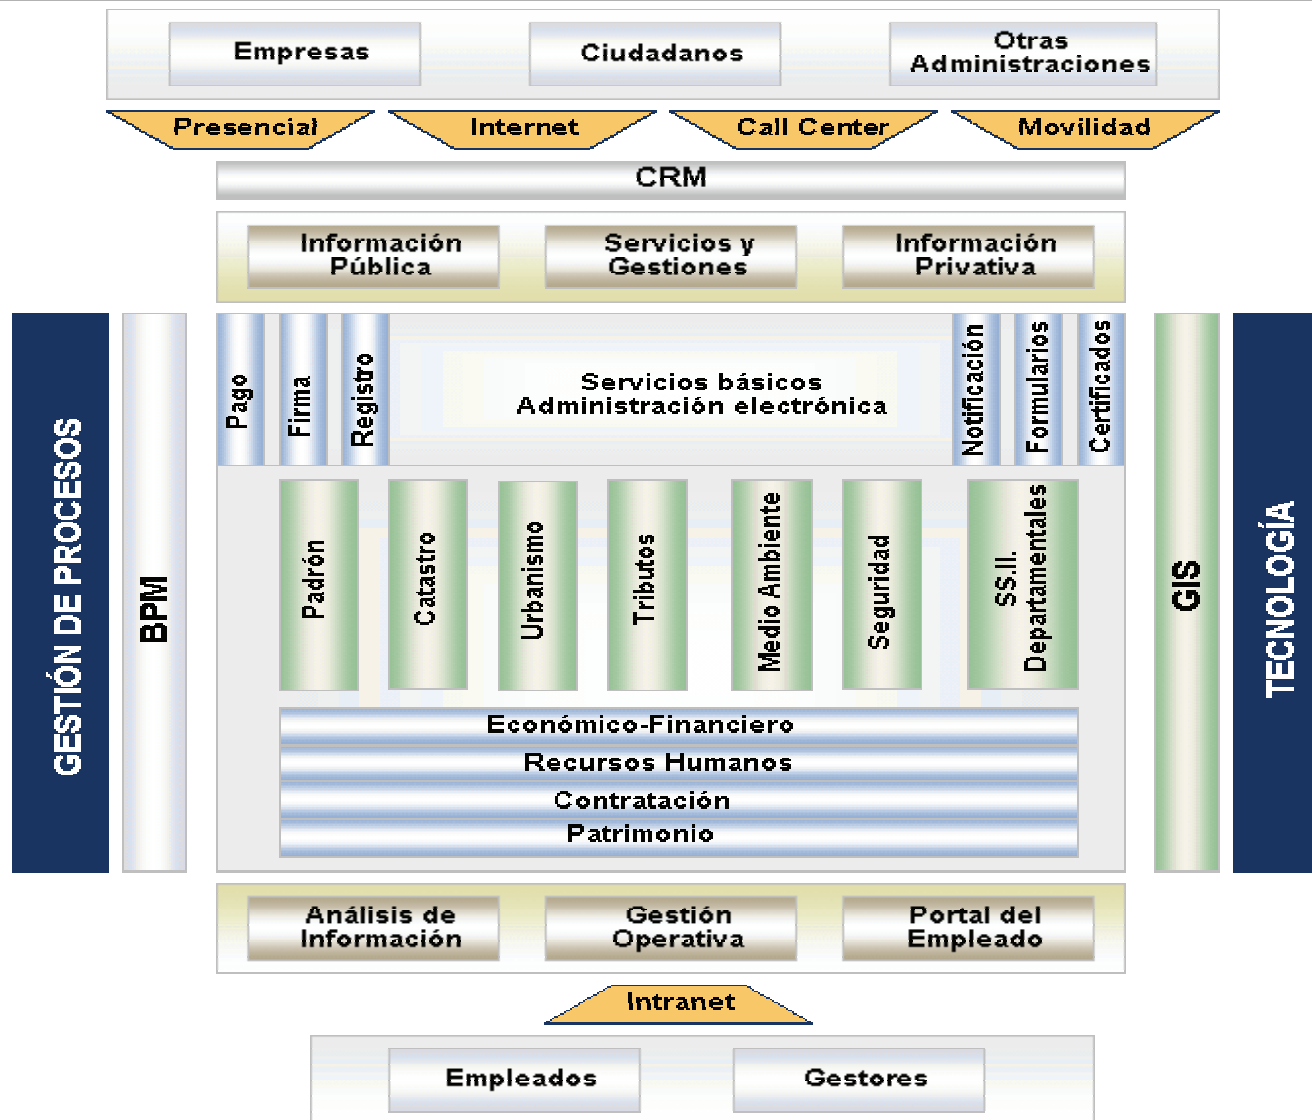 Empresas
Ciudadanos
Otras
Administraciones
Presencial
Internet
Call Center
Movilidad
CRM
Información
Pública
Servicios y
Gestiones
Información
Privativa
GESTIÓN DE PROCESOS
BPM
Pago
Firma
Registro
Servicios básicos
Administración electrónica
Notificación
Formularios
Certificados
Padrón
Catastro
Urbanismo
Tributos
Medio Ambiente
Seguridad
SS.II.
Departamentales
Económico-Financiero
Recursos Humanos
Contratación
Patrimonio
GIS
TECNOLOGÍA
Análisis de
Información
Gestión
Operativa
Portal del
Empleado
Intranet
Empleados
Gestores